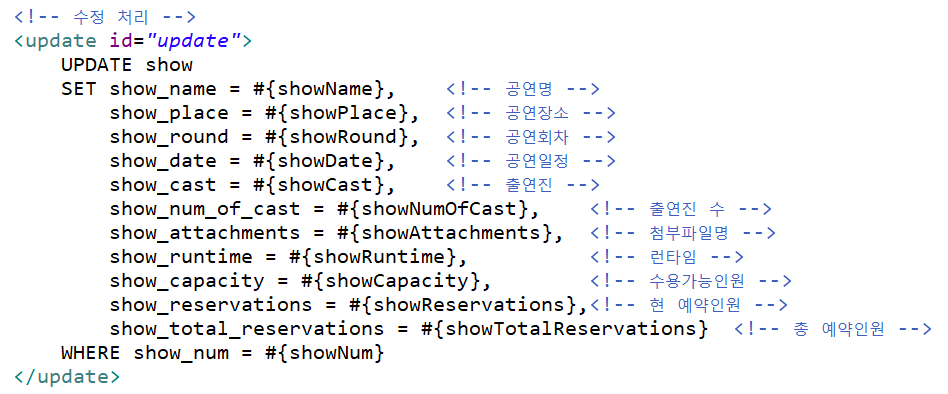 <!-- 수정 처리 -->
<update id="update">
    UPDATE show
    SET show_name = #{showName},    <!-- 공연명 -->
        show_place = #{showPlace},  <!-- 공연장소 -->
        show_round = #{showRound},  <!-- 공연회차 -->
        show_date = #{showDate},    <!-- 공연일정 -->
        show_cast = #{showCast},    <!-- 출연진 -->
        show_num_of_cast = #{showNumOfCast},    <!-- 출연진 수 -->
        show_attachments = #{showAttachments},  <!-- 첨부파일명 -->
        show_runtime = #{showRuntime},          <!-- 런타임 -->
        show_capacity = #{showCapacity},        <!-- 수용가능인원 -->
        show_reservations = #{showReservations},<!-- 현 예약인원 -->
        show_total_reservations = #{showTotalReservations}  <!-- 총 예약인원 -->
    WHERE show_num = #{showNum}
</update>